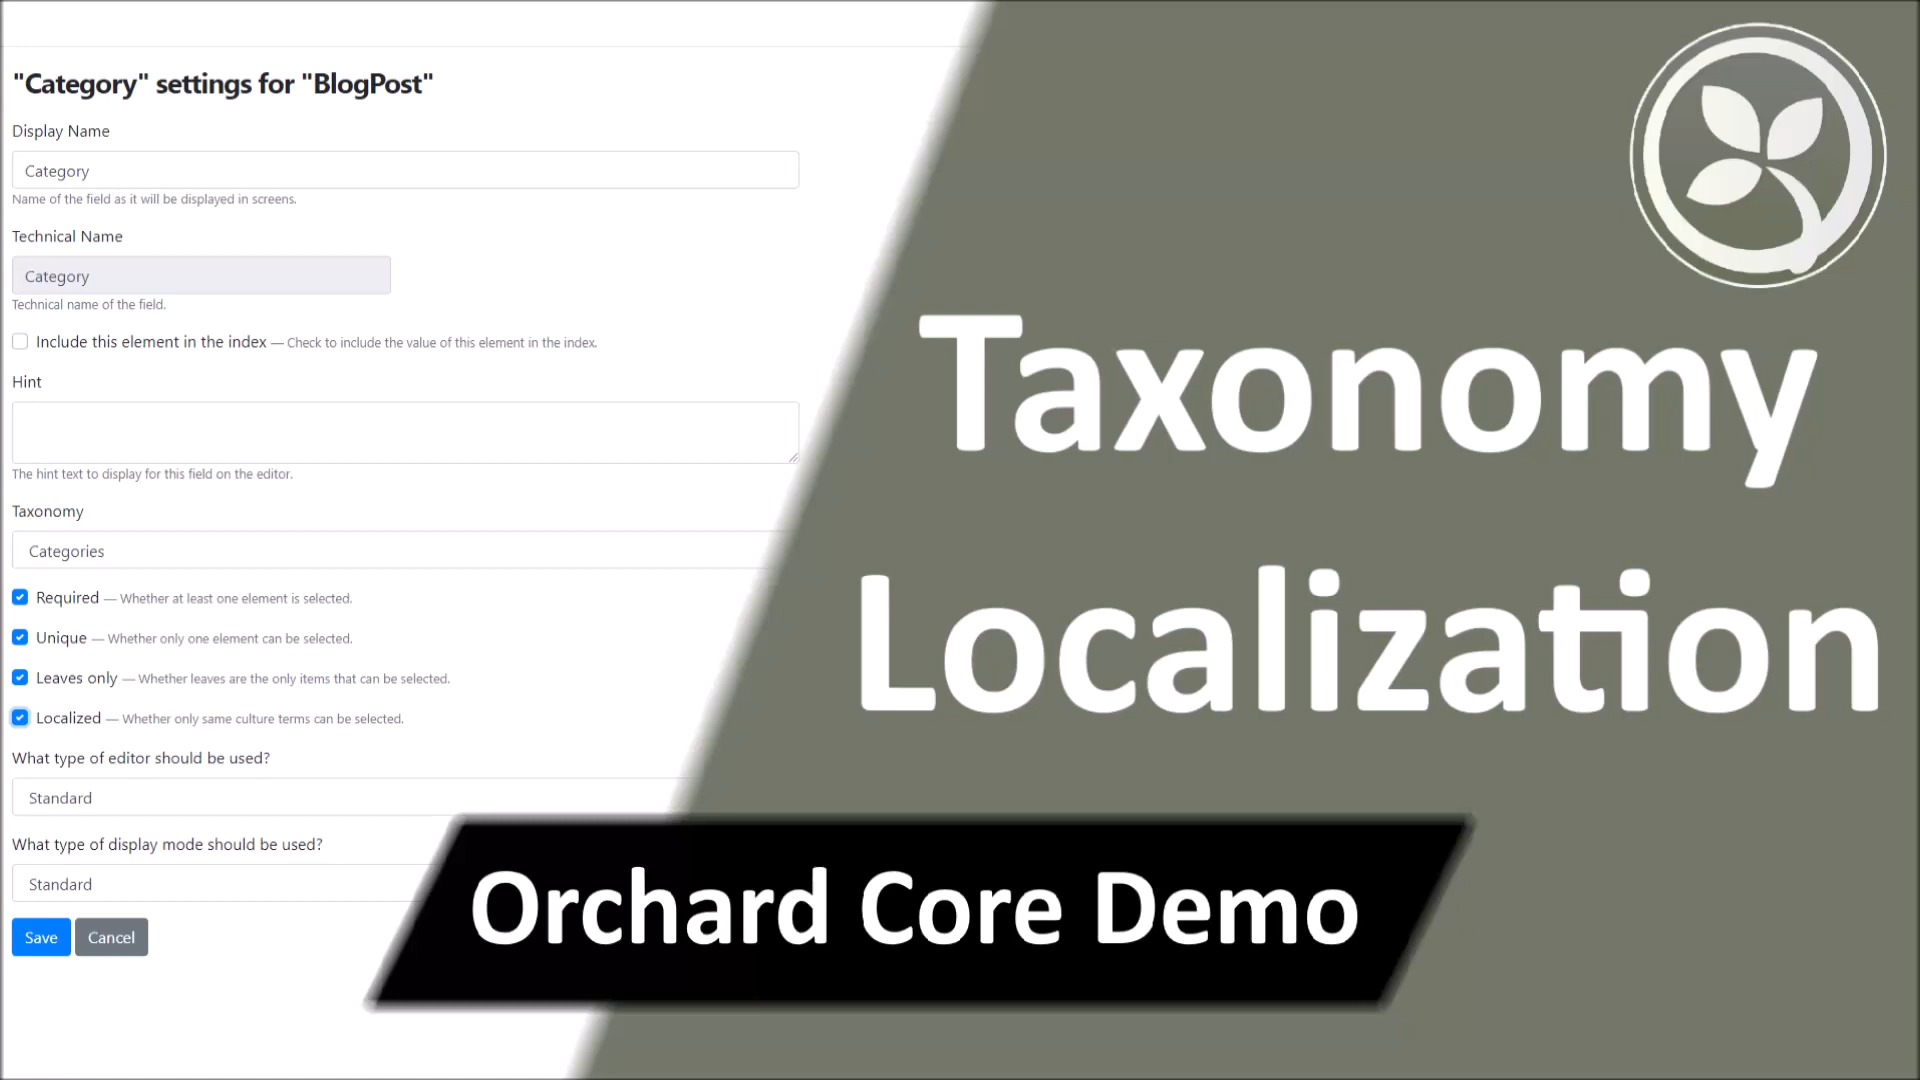 "Category" settings for "BlogPost"
Display Name
Category
Name of the field as it will be displayed in screens.
Technical Name
Category
Technical name of the field.
Include this element in the index — Check to include the value of this element in the index.
Hint
The hint text to display for this field on the editor.
Taxonomy
Categories
Required — Whether at least one element is selected.
Unique — Whether only one element can be selected.
Leaves only — Whether leaves are the only items that can be selected.
Localized — Whether only same culture terms can be selected.
What type of editor should be used?
Standard
What type of display mode should be used?
Standard
Save Cancel
Taxonomy
Localization
Orchard Core Demo